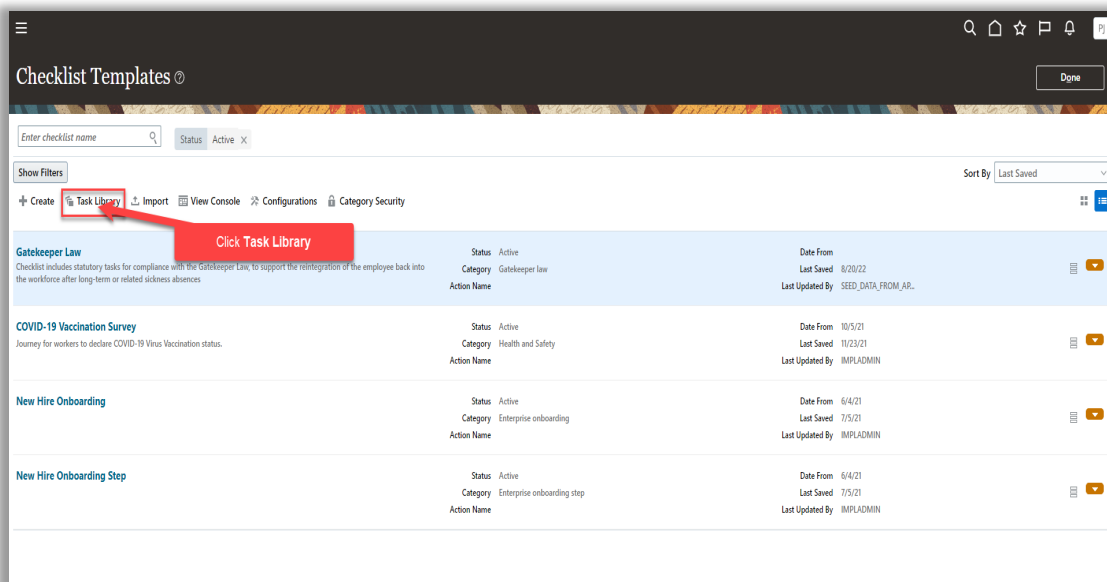 PJ
Checklist Templates
Done
Enter checklist name
Status Active X
Show Filters
Sort By Last Saved
Create Task Library Import View Console Configurations Category Security
Click Task Library
Gatekeeper Law
Checklist includes statutory tasks for compliance with the Gatekeeper Law, to support the reintegration of the employee back into
the workforce after long-term or related sickness absences
Status Active
Category Gatekeeper law
Action Name
Date From
Last Saved 8/20/22
Last Updated By SEED_DATA_FROM_AP...
COVID-19 Vaccination Survey
Journey for workers to declare COVID-19 Virus Vaccination status.
Status Active
Category Health and Safety
Action Name
Date From 10/5/21
Last Saved 11/23/21
Last Updated By IMPLADMIN
New Hire Onboarding
Status Active
Category Enterprise onboarding
Action Name
Date From 6/4/21
Last Saved 7/5/21
Last Updated By IMPLADMIN
New Hire Onboarding Step
Status Active
Category Enterprise onboarding step
Action Name
Date From 6/4/21
Last Saved 7/5/21
Last Updated By IMPLADMIN